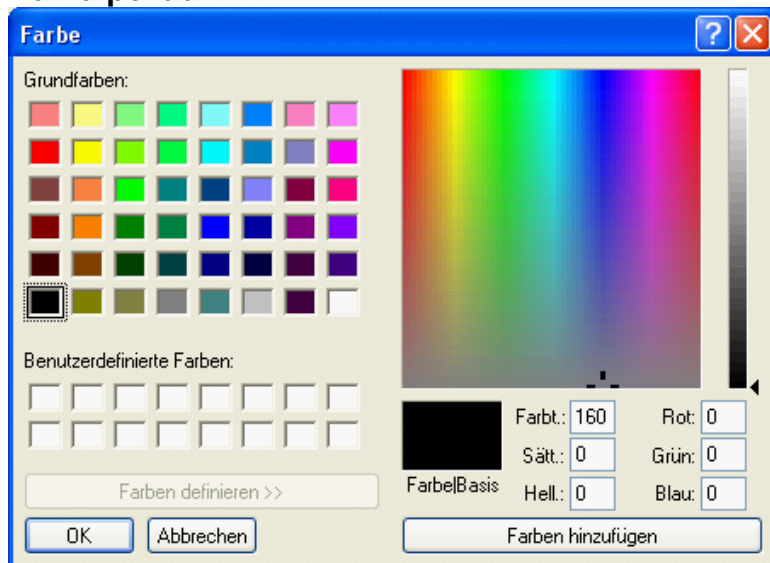 Farbe
Grundfarben:
Benutzerdefinierte Farben:
Farben definieren >>
OK
Abbrechen
Farbe|Basis
Farbt.: 160
Sätt.: 0
Hell.: 0
Rot: 0
Grün: 0
Blau: 0
Farben hinzufügen